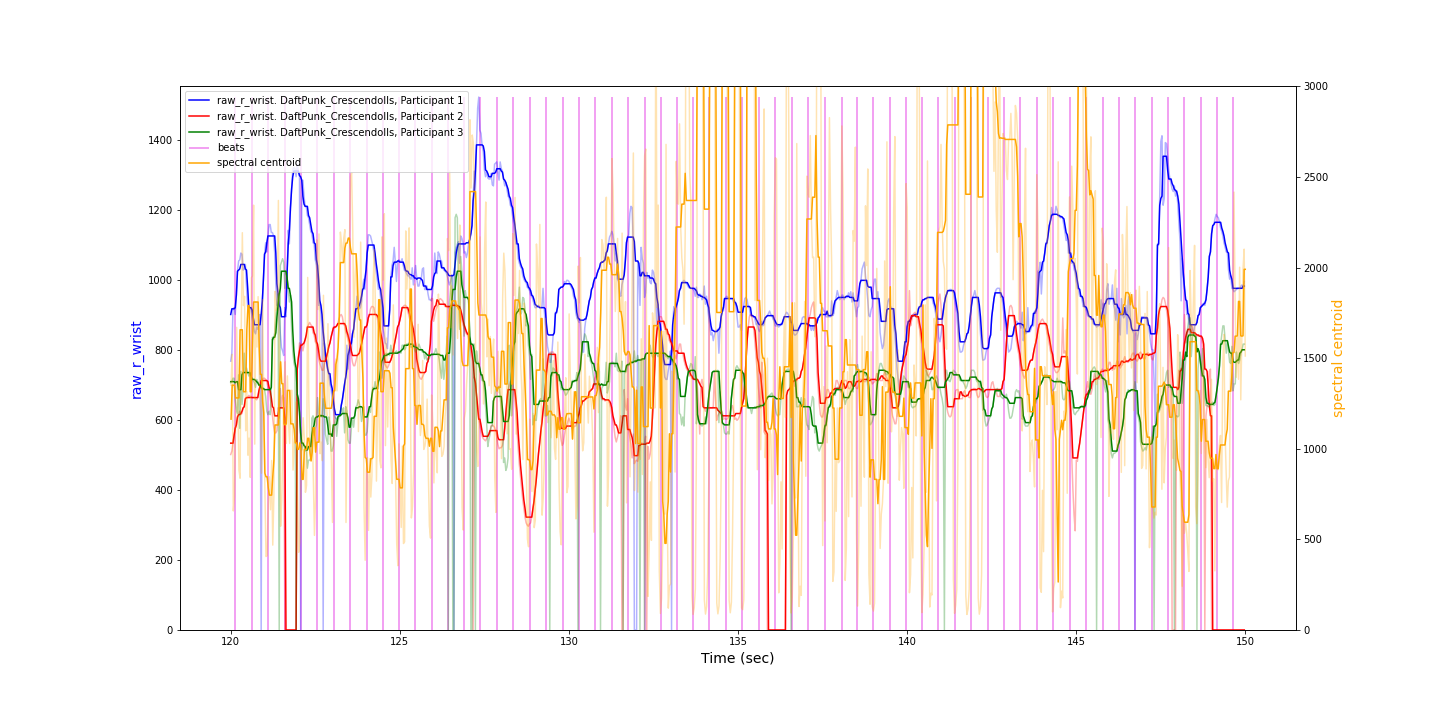 raw_r_wrist. DaftPunk_Crescendolls, Participant 1
raw_r_wrist. DaftPunk_Crescendolls, Participant 2
raw_r_wrist. DaftPunk_Crescendolls, Participant 3
beats
spectral centroid
1400
1200
1000
800
600
400
200
0
raw_r_wrist
3000
2500
2000
1500
1000
500
0
spectral centroid
120 125 130 135 140 145 150
Time (sec)